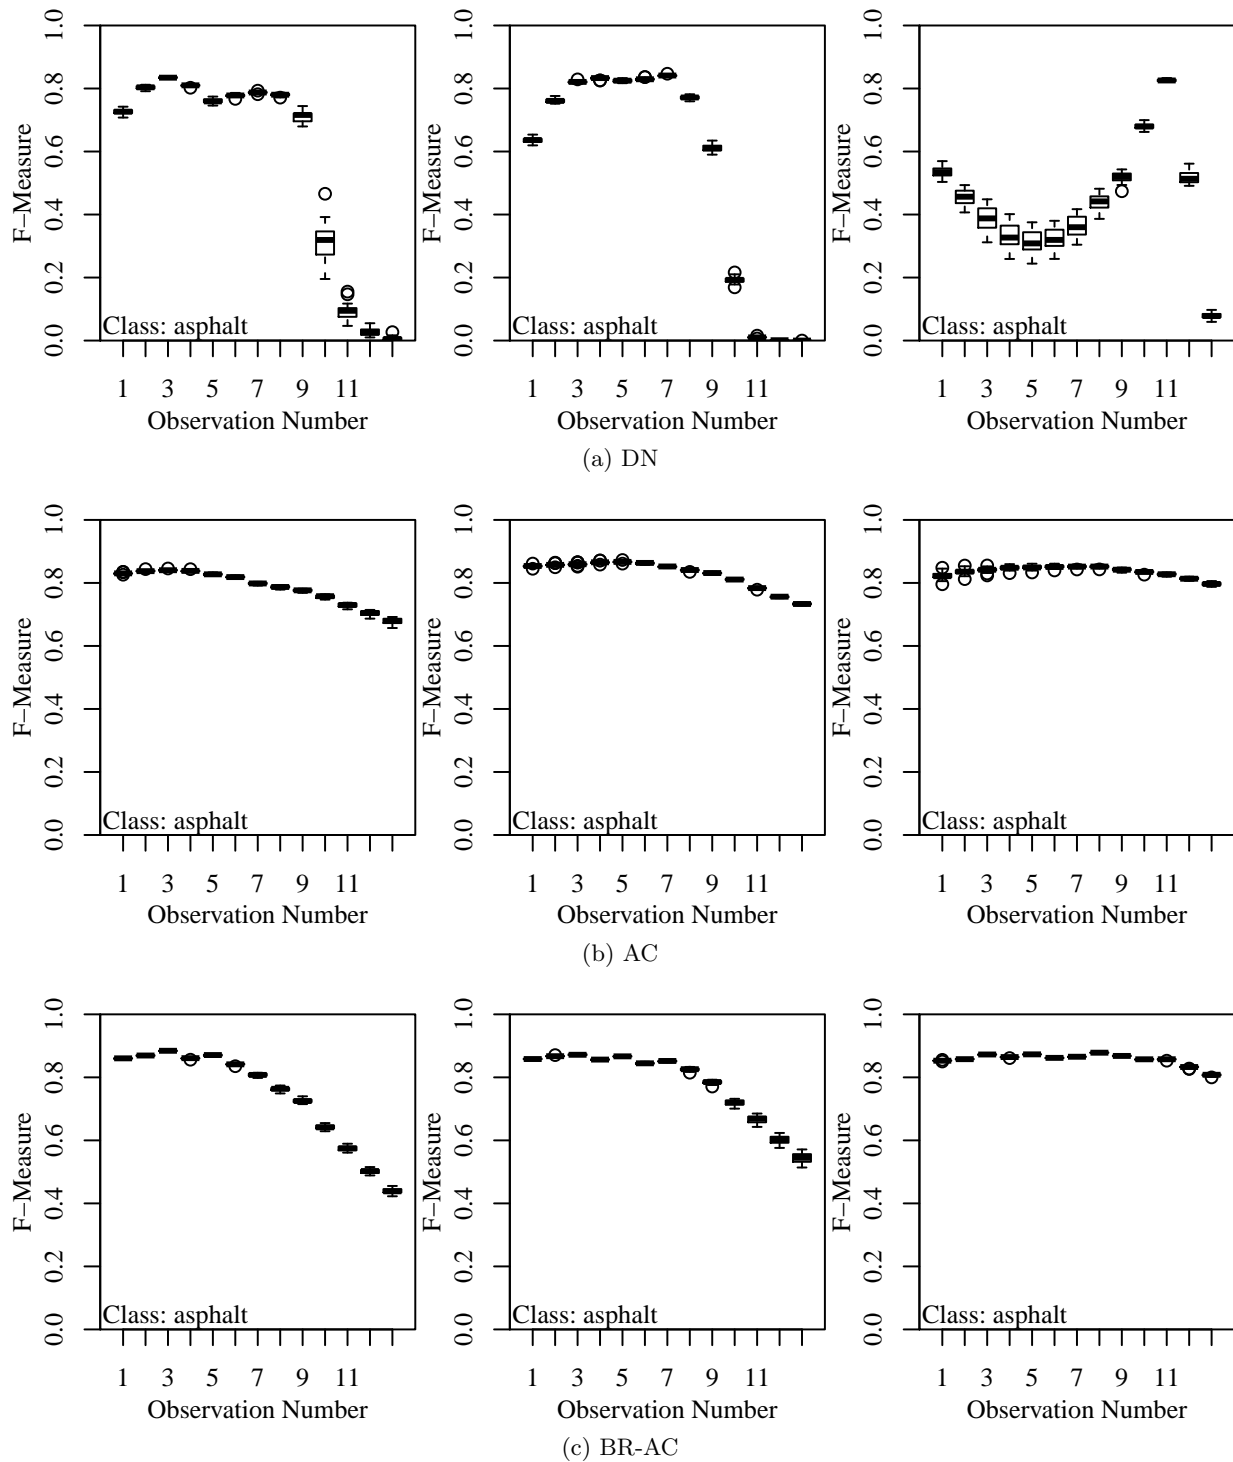 F−Measure
0.0 0.2 0.4 0.6 0.8 1.0
Class: asphalt
1 3 5 7 9 11
Observation Number
F−Measure
0.0 0.2 0.4 0.6 0.8 1.0
Class: asphalt
1 3 5 7 9 11
Observation Number
F−Measure
0.0 0.2 0.4 0.6 0.8 1.0
Class: asphalt
1 3 5 7 9 11
Observation Number
(a) DN
F−Measure
0.0 0.2 0.4 0.6 0.8 1.0
Class: asphalt
1 3 5 7 9 11
Observation Number
F−Measure
0.0 0.2 0.4 0.6 0.8 1.0
Class: asphalt
1 3 5 7 9 11
Observation Number
F−Measure
0.0 0.2 0.4 0.6 0.8 1.0
Class: asphalt
1 3 5 7 9 11
Observation Number
(b) AC
F−Measure
0.0 0.2 0.4 0.6 0.8 1.0
Class: asphalt
1 3 5 7 9 11
Observation Number
F−Measure
0.0 0.2 0.4 0.6 0.8 1.0
Class: asphalt
1 3 5 7 9 11
Observation Number
F−Measure
0.0 0.2 0.4 0.6 0.8 1.0
Class: asphalt
1 3 5 7 9 11
Observation Number
(c) BR-AC